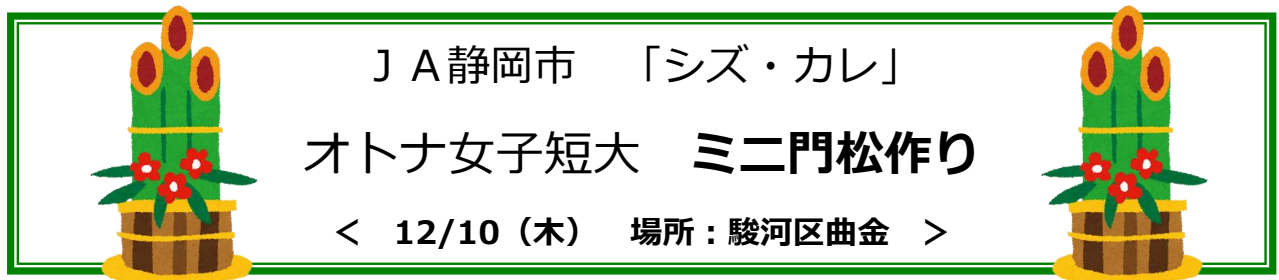 ＪＡ静岡市　「シズ・カレ」
オトナ女子短大　ミニ門松作り
＜　12/10（木）　場所：駿河区曲金　＞